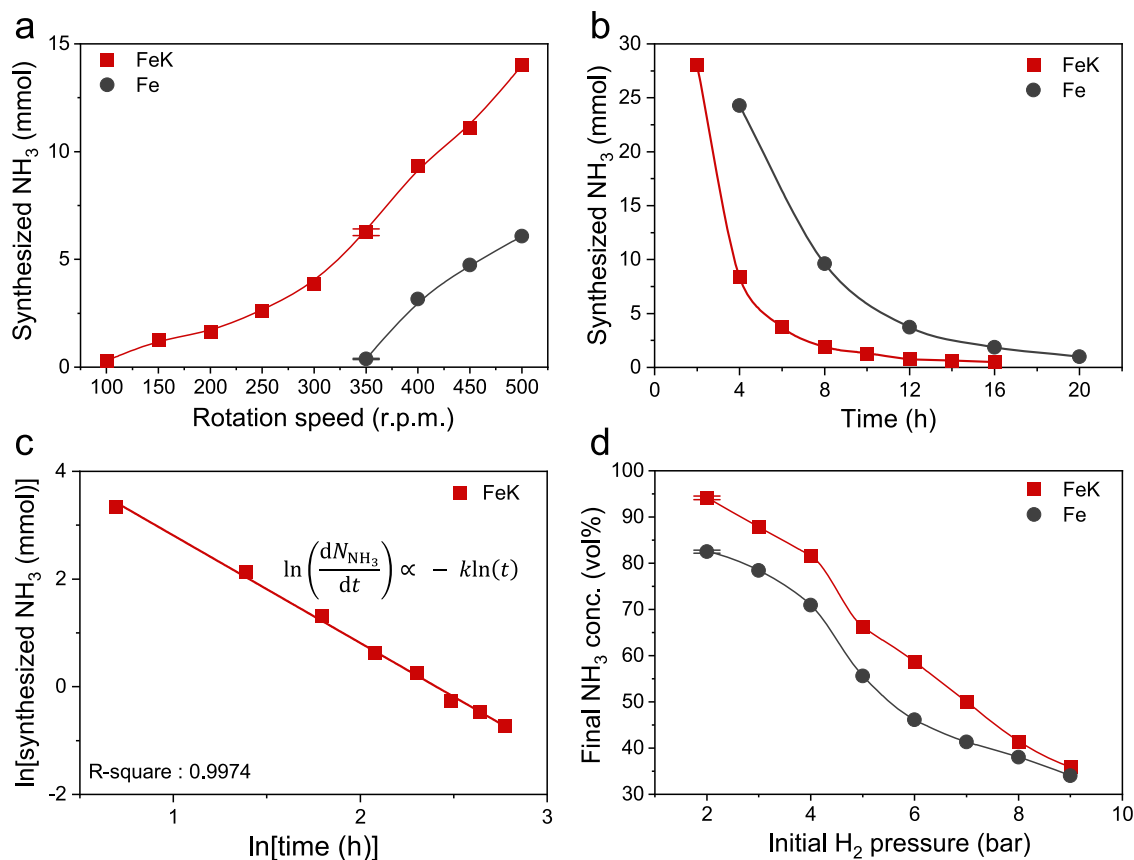 a
Synthesized NH₃ (mmol)
15
10
5
0
FeK
Fe
100 150 200 250 300 350 400 450 500
Rotation speed (r.p.m.)
b
Synthesized NH₃ (mmol)
30
25
20
15
10
5
0
FeK
Fe
0 4 8 12 16 20
Time (h)
c
ln[synthesized NH₃ (mmol)]
4
2
0
-2
FeK
ln(dN_NH₃/dt) ∝ − kln(t)
R-square : 0.9974
1 2 3
ln[time (h)]
d
Final NH₃ conc. (vol%)
100
90
80
70
60
50
40
30
FeK
Fe
2 4 6 8 10
Initial H₂ pressure (bar)